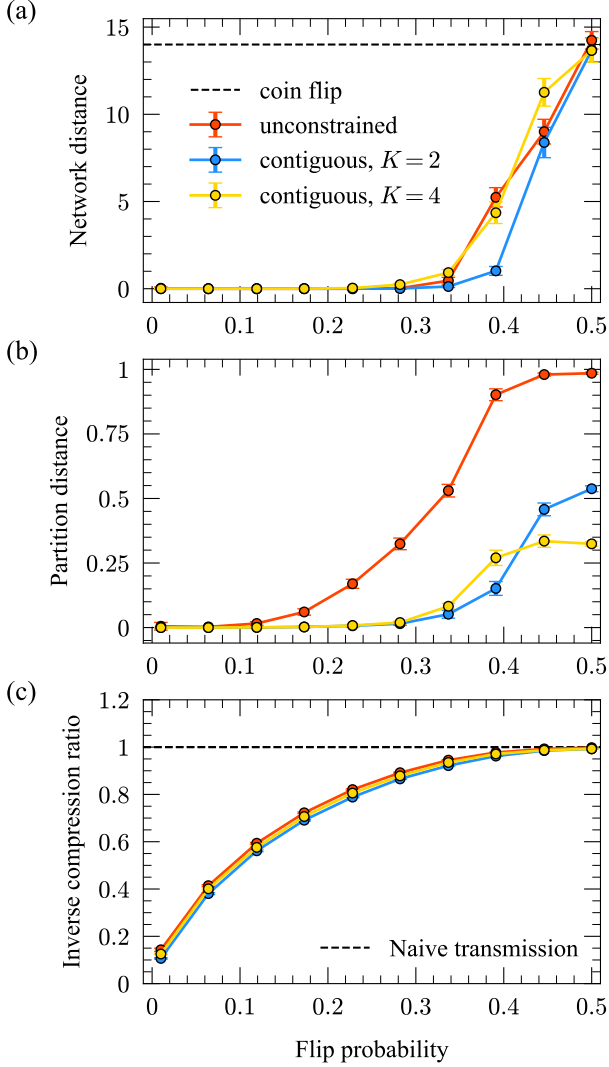 (a)
15
10
5
0
Network distance
coin flip
unconstrained
contiguous, K = 2
contiguous, K = 4
0 0.1 0.2 0.3 0.4 0.5
(b)
1
0.75
0.5
0.25
0
Partition distance
0 0.1 0.2 0.3 0.4 0.5
(c)
1.2
1
0.8
0.6
0.4
0.2
0
Inverse compression ratio
Naive transmission
0 0.1 0.2 0.3 0.4 0.5
Flip probability